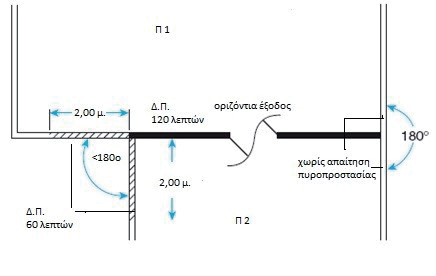 Π 1
2,00 μ.
Δ.Π.
120 λεπτών
οριζόντια έξοδος
180°
<180ο
2,00 μ.
χωρίς απαίτηση
πυροπροστασίας
Δ.Π.
60 λεπτών
Π 2